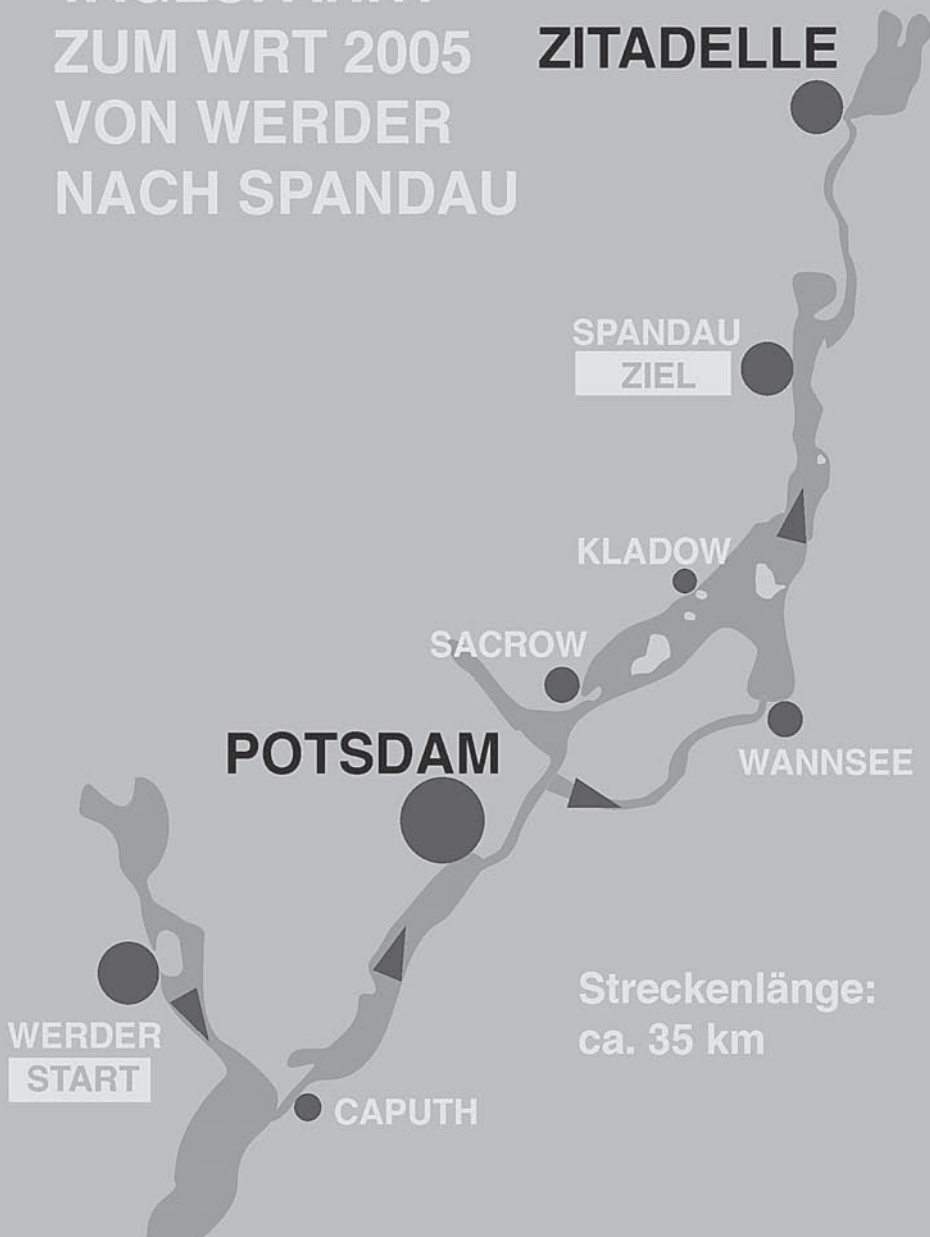 ZUM WRT 2005
VON WERDER
NACH SPANDAU
ZITADELLE
SPANDAU
ZIEL
KLADOW
SACROW
POTSDAM
WANNSEE
WERDER
START
CAPUTH
Streckenlänge:
ca. 35 km